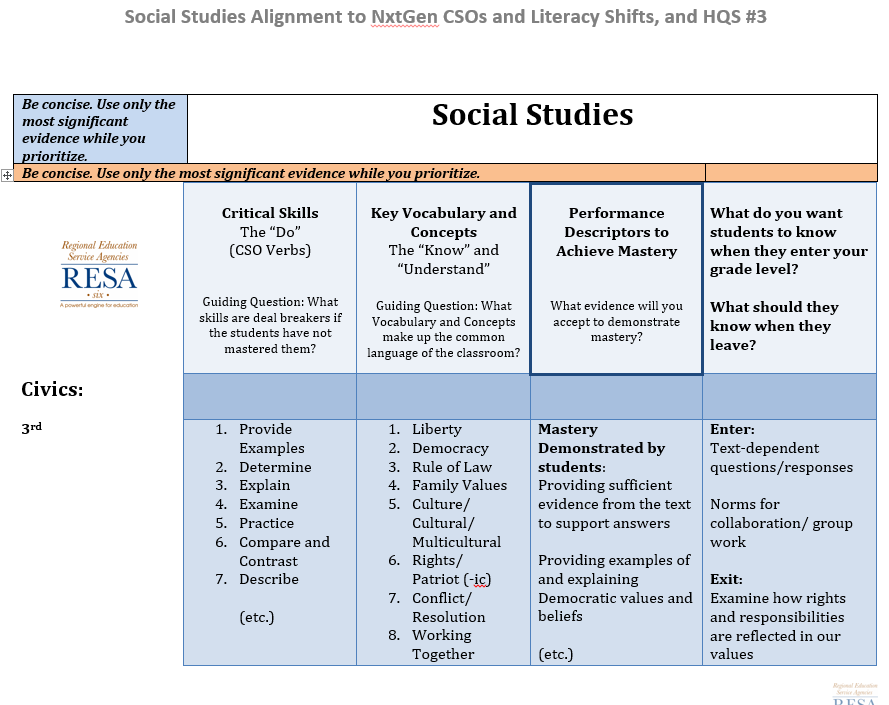 Social Studies Alignment to NxtGen CSOs and Literacy Shifts, and HQS #3
Be concise. Use only the
most significant
evidence while you
prioritize.
Social Studies
Be concise. Use only the most significant evidence while you prioritize.
Regional Education
Service Agencies
RESA
• six •
A powerful engine for education
Critical Skills
The “Do”
(CSO Verbs)
Guiding Question: What
skills are deal breakers if
the students have not
mastered them?
Key Vocabulary and
Concepts
The “Know” and
“Understand”
Guiding Question: What
Vocabulary and Concepts
make up the common
language of the classroom?
Performance
Descriptors to
Achieve Mastery
What evidence will you
accept to demonstrate
mastery?
What do you want
students to know
when they enter your
grade level?
What should they
know when they
leave?
Civics:
3rd
1. Provide
Examples
2. Determine
3. Explain
4. Examine
5. Practice
6. Compare and
Contrast
7. Describe
(etc.)
1. Liberty
2. Democracy
3. Rule of Law
4. Family Values
5. Culture/
Cultural/
Multicultural
6. Rights/
Patriot (-ic)
7. Conflict/
Resolution
8. Working
Together
Mastery
Demonstrated by
students:
Providing sufficient
evidence from the text
to support answers
Providing examples of
and explaining
Democratic values and
beliefs
(etc.)
Enter:
Text-dependent
questions/responses
Norms for
collaboration/ group
work
Exit:
Examine how rights
and responsibilities
are reflected in our
values
Regional Education
Service Agencies
RESA